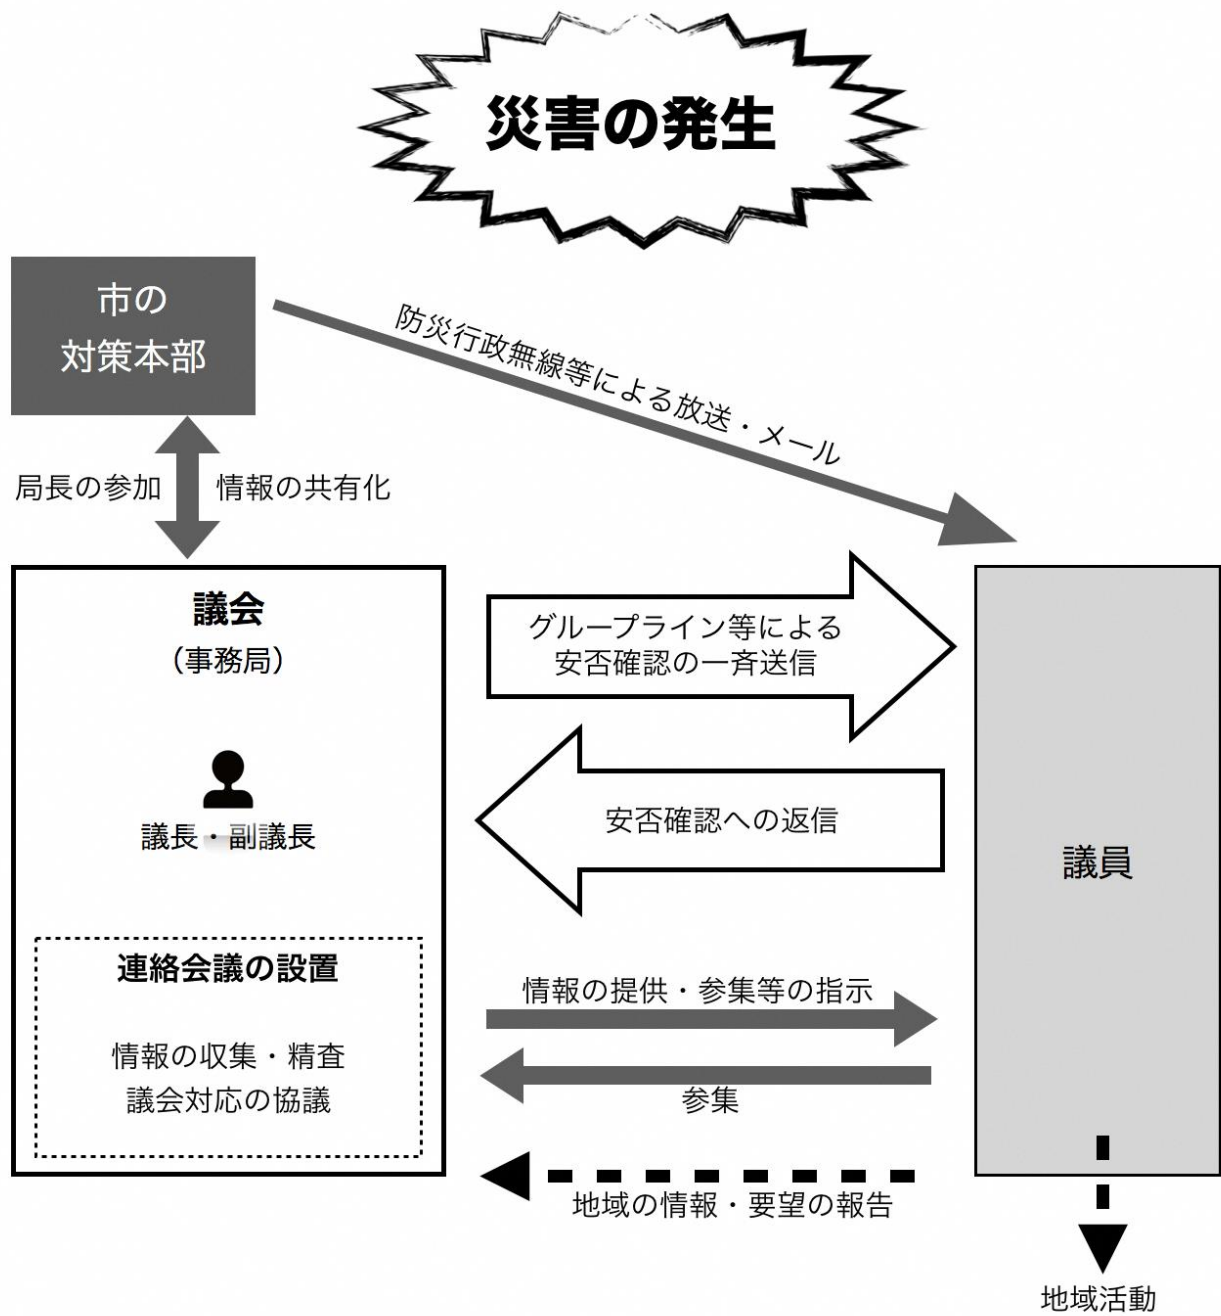 災害の発生
市の
対策本部
防災行政無線等による放送・メール
局長の参加
情報の共有化
議会
（事務局）
グループライン等による
安否確認の一斉送信
議長・副議長
安否確認への返信
議員
連絡会議の設置
情報の収集・精査
議会対応の協議
情報の提供・参集等の指示
参集
地域の情報・要望の報告
地域活動